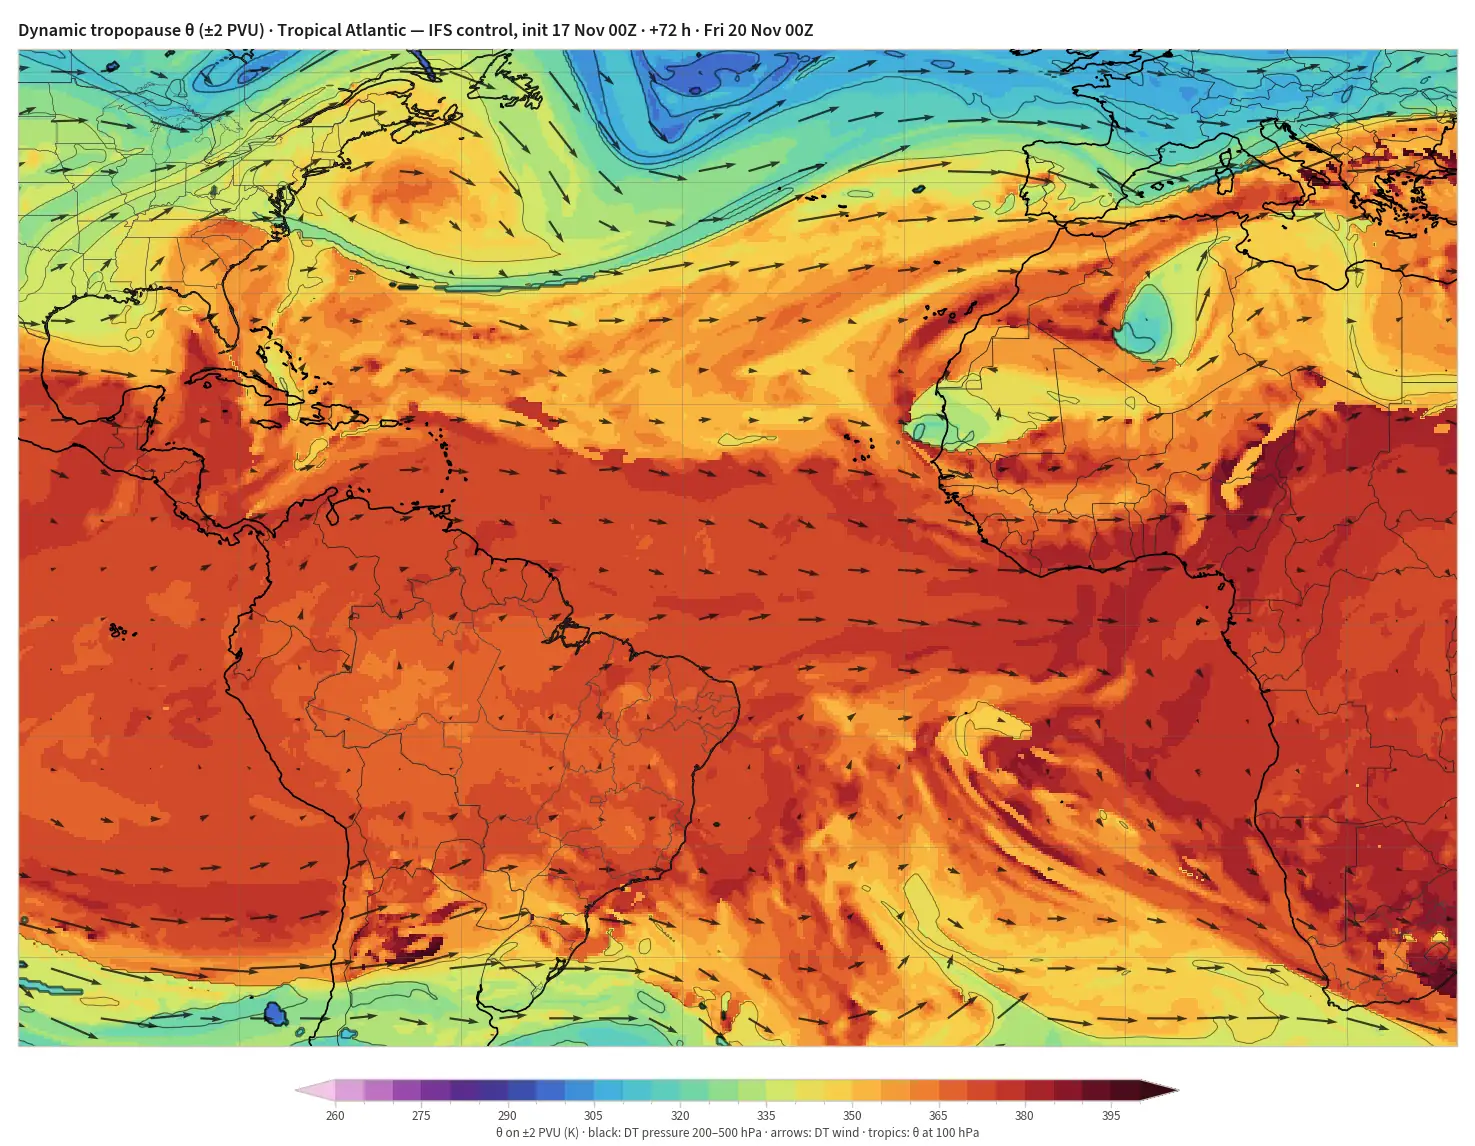 Dynamic tropopause θ (±2 PVU) · Tropical Atlantic — IFS control, init 17 Nov 00Z · +72 h · Fri 20 Nov 00Z
260 275 290 305 320 335 350 365 380 395
θ on ±2 PVU (K) · black: DT pressure 200–500 hPa · arrows: DT wind · tropics: θ at 100 hPa